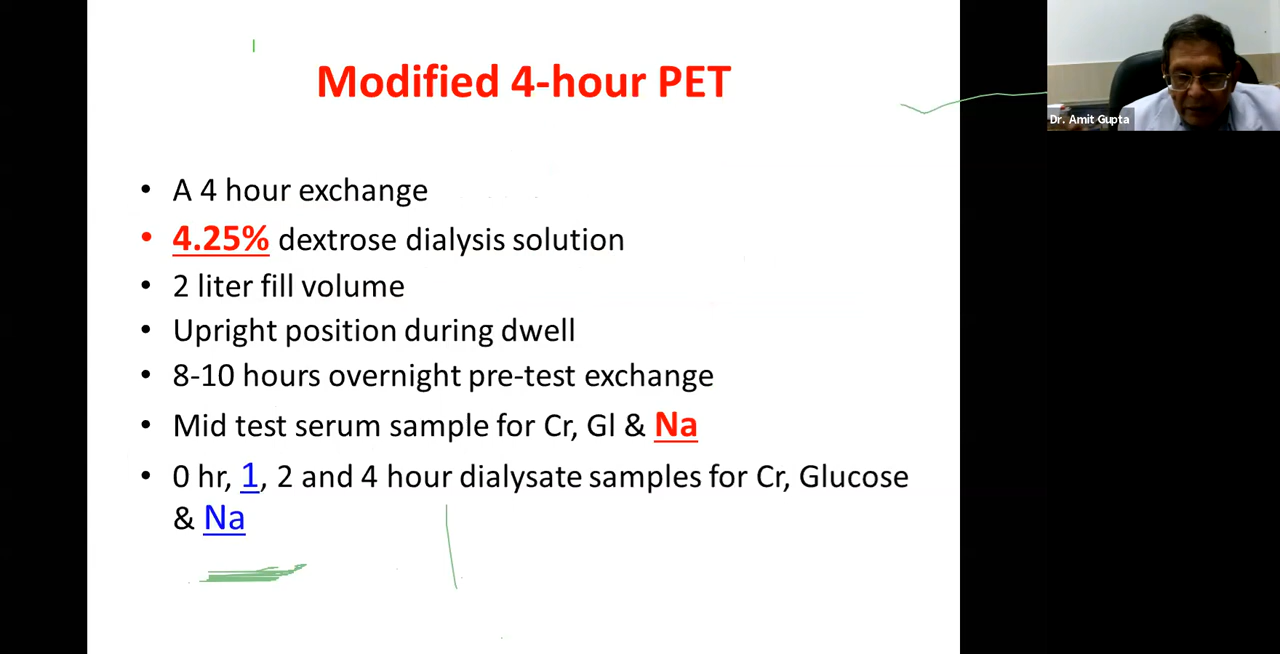 Modified 4-hour PET
Dr. Amit Gupta
• A 4 hour exchange
• 4.25% dextrose dialysis solution
• 2 liter fill volume
• Upright position during dwell
• 8-10 hours overnight pre-test exchange
• Mid test serum sample for Cr, Gl & Na
• 0 hr, 1, 2 and 4 hour dialysate samples for Cr, Glucose
& Na